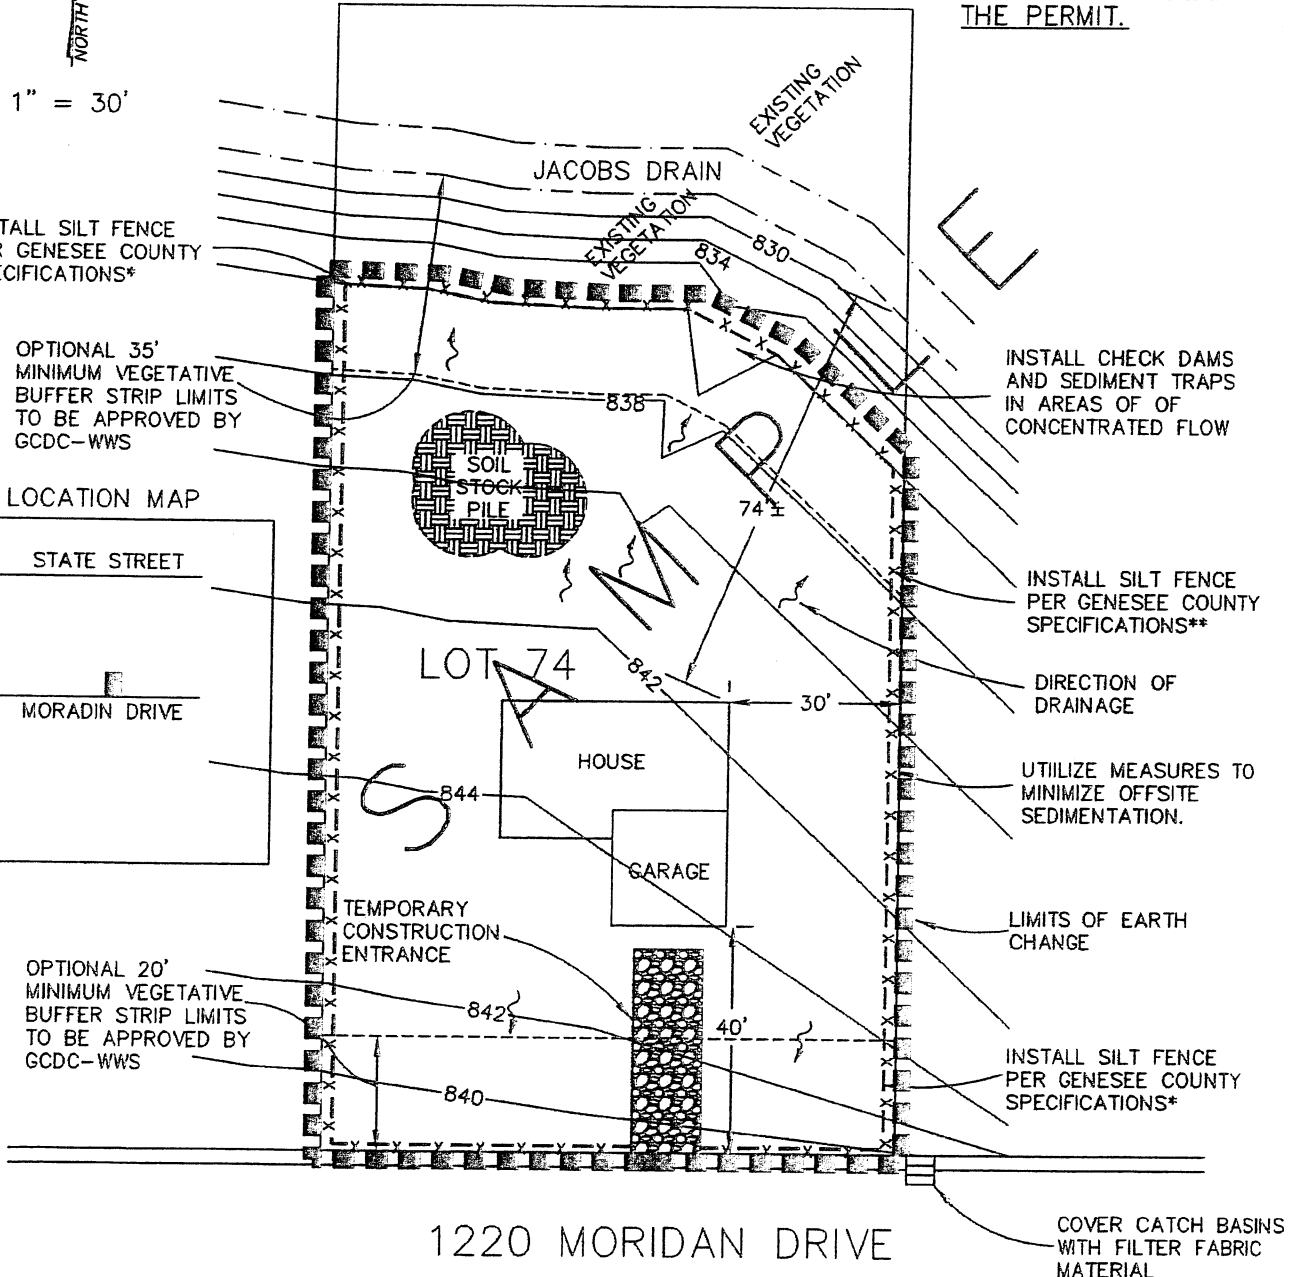 THE PERMIT.
NORTH
1" = 30'
EXISTING
VEGETATION
JACOBS DRAIN
EXISTING
VEGETATION
830
834
TALL SILT FENCE
GENESEE COUNTY
ECIFICATIONS*
OPTIONAL 35'
MINIMUM VEGETATIVE
BUFFER STRIP LIMITS
TO BE APPROVED BY
GCDC-WWS
838
INSTALL CHECK DAMS
AND SEDIMENT TRAPS
IN AREAS OF OF
CONCENTRATED FLOW
SOIL
STOCK
PILE
74'±
LOCATION MAP
STATE STREET
MORADIN DRIVE
INSTALL SILT FENCE
PER GENESEE COUNTY
SPECIFICATIONS**
LOT 74
842
DIRECTION OF
DRAINAGE
30'
HOUSE
844
UTIILIZE MEASURES TO
MINIMIZE OFFSITE
SEDIMENTATION.
GARAGE
SAMPLE
TEMPORARY
CONSTRUCTION
ENTRANCE
LIMITS OF EARTH
CHANGE
OPTIONAL 20'
MINIMUM VEGETATIVE
BUFFER STRIP LIMITS
TO BE APPROVED BY
GCDC-WWS
842
40'
840
INSTALL SILT FENCE
PER GENESEE COUNTY
SPECIFICATIONS*
1220 MORIDAN DRIVE
COVER CATCH BASINS
WITH FILTER FABRIC
MATERIAL